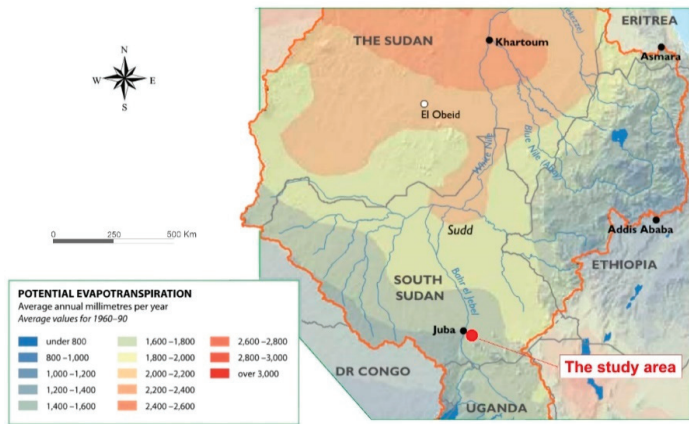 ERITREA
THE SUDAN
Khartoum
Asmara
N
W
E
S
El Obeid
White Nile
Blue Nile (Abay)
0
250
500 Km
Sudd
Addis Ababa
ETHIOPIA
SOUTH
SUDAN
Bahr el Jebel
POTENTIAL EVAPOTRANSPIRATION
Average annual millimetres per year
Average values for 1960–90
under 800
800 –1,000
1,000 –1,200
1,200 –1,400
1,400 –1,600
1,600 –1,800
1,800 –2,000
2,000 –2,200
2,200 –2,400
2,400 –2,600
2,600 –2,800
2,800 –3,000
over 3,000
Juba
The study area
DR CONGO
UGANDA